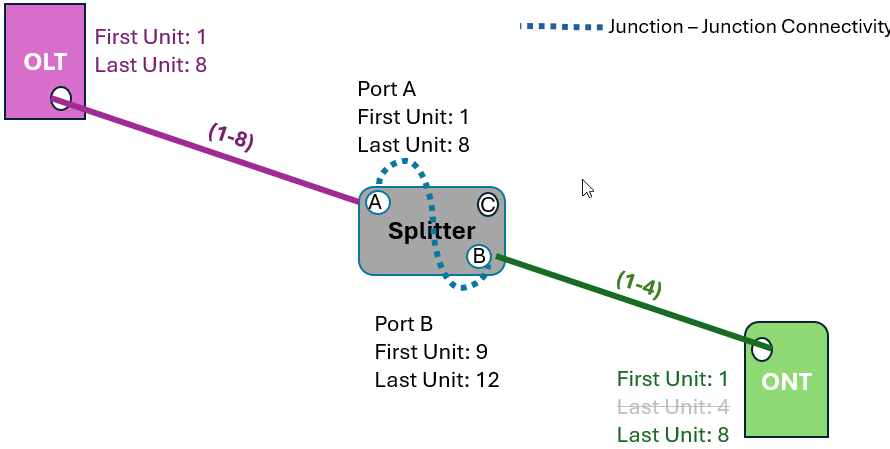 OLT
First Unit: 1
Last Unit: 8
Junction – Junction Connectivity
(1-8)
Port A
First Unit: 1
Last Unit: 8
A
C
Splitter
B
(1-4)
Port B
First Unit: 9
Last Unit: 12
First Unit: 1
Last Unit: 4
Last Unit: 8
ONT